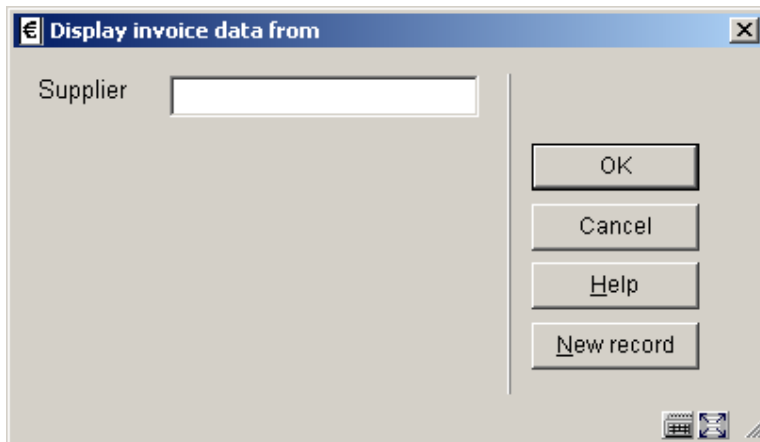 € Display invoice data from
Supplier
OK
Cancel
Help
New record